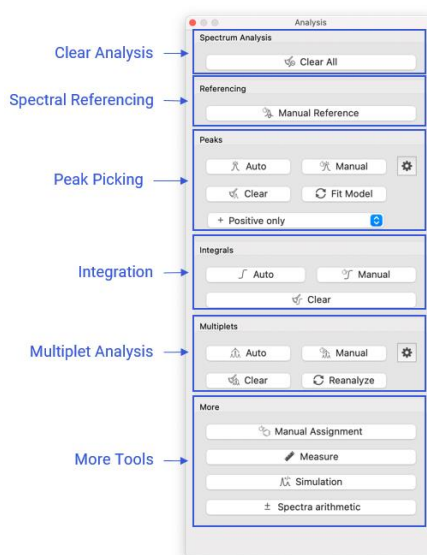 Analysis
Spectrum Analysis
Clear Analysis
Clear All
Referencing
Spectral Referencing
Manual Reference
Peaks
Auto
Manual
Peak Picking
Clear
Fit Model
+ Positive only
Integrals
Integration
Auto
Manual
Clear
Multiplets
Multiplet Analysis
Auto
Manual
Clear
Reanalyze
More
Manual Assignment
More Tools
Measure
Simulation
± Spectra arithmetic